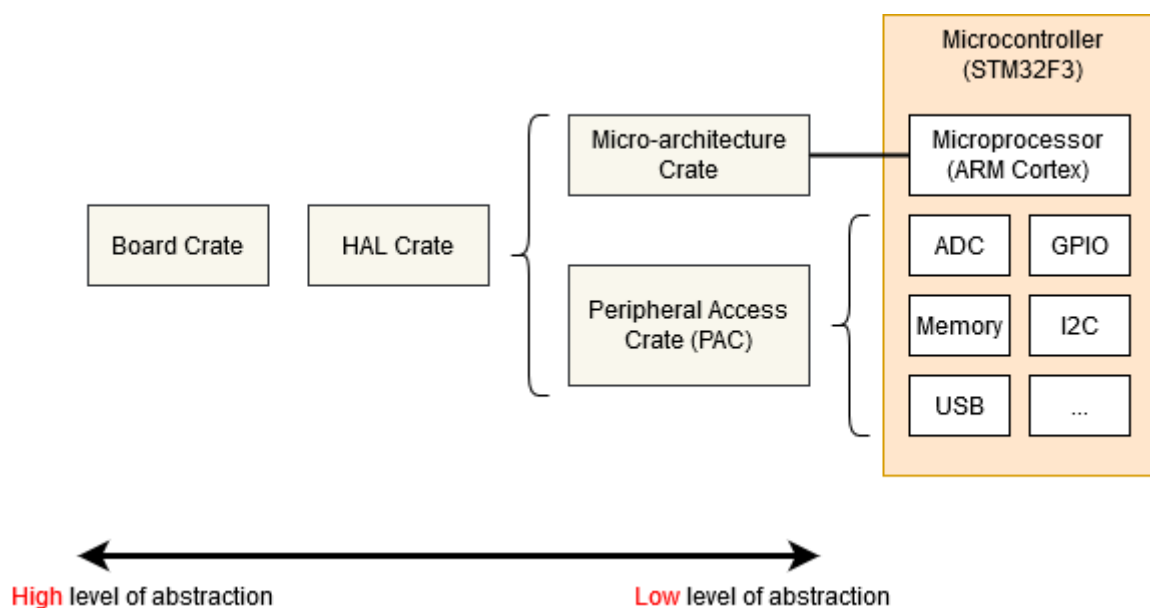 Microcontroller
(STM32F3)
Micro-architecture
Crate
Microprocessor
(ARM Cortex)
Board Crate
HAL Crate
ADC
GPIO
Peripheral Access
Crate (PAC)
Memory
I2C
USB
...
High level of abstraction
Low level of abstraction